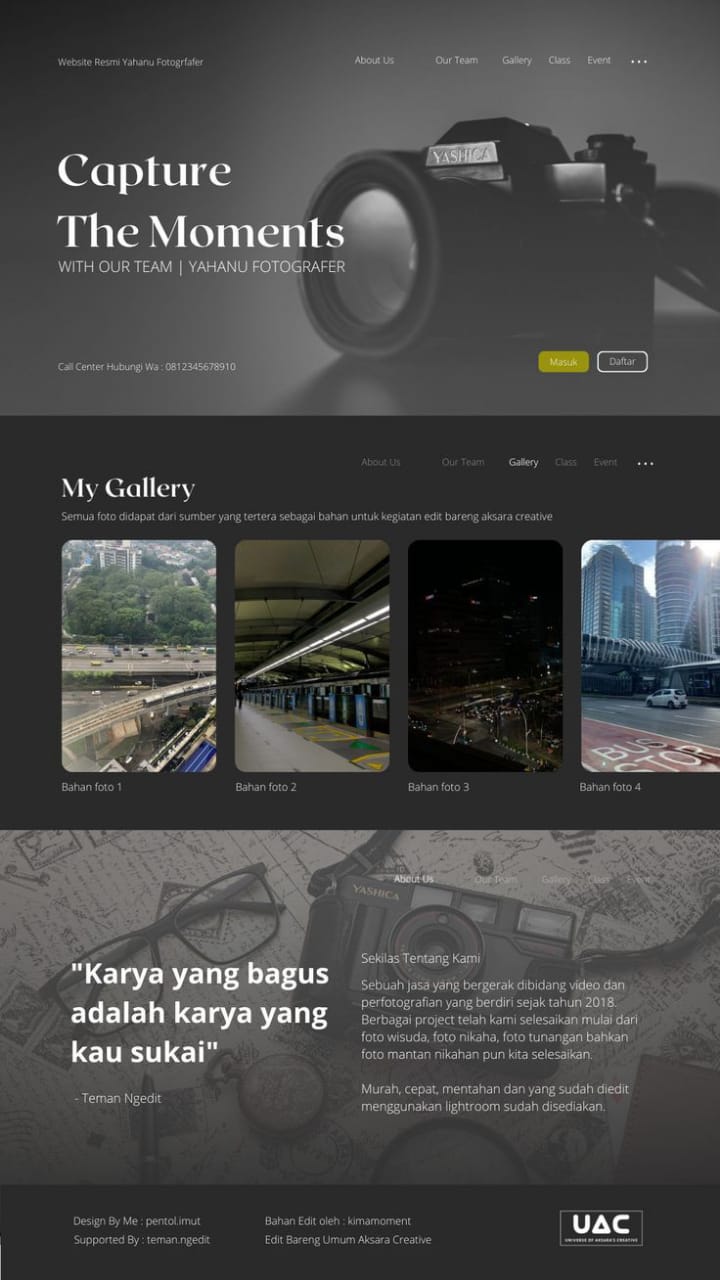 Website Resmi Yahanu Fotogrfafer
About Us Our Team Gallery Class Event
YASHICA
Capture
The Moments
WITH OUR TEAM | YAHANU FOTOGRAFER
Call Center Hubungi Wa : 0812345678910
Masuk Daftar
About Us Our Team Gallery Class Event
My Gallery
Semua foto didapat dari sumber yang tertera sebagai bahan untuk kegiatan edit bareng aksara creative
BUS
STOP
Bahan foto 1
Bahan foto 2
Bahan foto 3
Bahan foto 4
About Us Our Team Gallery Class Event
YASHICA
"Karya yang bagus
adalah karya yang
kau sukai"
- Teman Ngedit
Sekilas Tentang Kami
Sebuah jasa yang bergerak dibidang video dan
perfotografian yang berdiri sejak tahun 2018.
Berbagai project telah kami selesaikan mulai dari
foto wisuda, foto nikaha, foto tunangan bahkan
foto mantan nikahan pun kita selesaikan.
Murah, cepat, mentahan dan yang sudah diedit
menggunakan lightroom sudah disediakan.
Design By Me : pentol.imut
Supported By : teman.ngedit
Bahan Edit oleh : kimamoment
Edit Bareng Umum Aksara Creative
UAC
UNIVERSE OF AKSARA'S CREATIVE